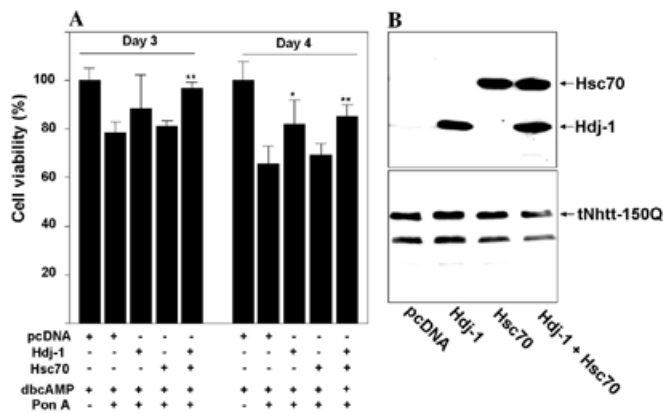 A
B
Day 3
Day 4
Cell viability (%)
100
80
60
40
20
** * **
pcDNA + + - - - + + - - -
Hdj-1 - - + - + - - + - +
Hsc70 - - - + + - - - + +
dbcAMP + + + + + + + + + +
Pon A - + + + + - + + + +
Hsc70
Hdj-1
tNhtt-150Q
pcDNA
Hdj-1
Hsc70
Hdj-1 + Hsc70